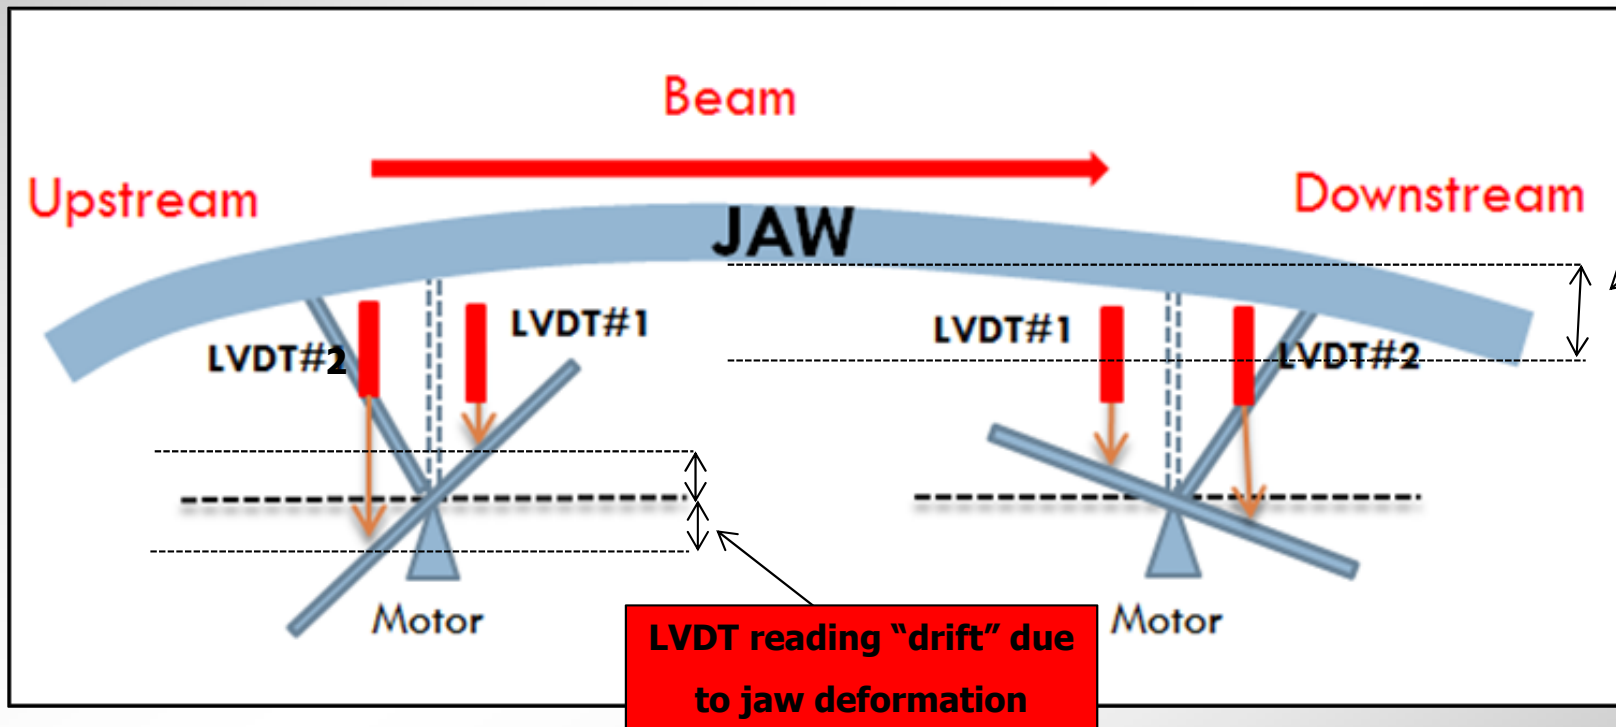 Beam
Upstream
Downstream
JAW
LVDT#2
LVDT#1
LVDT#1
LVDT#2
Motor
Motor
LVDT reading “drift” due
to jaw deformation